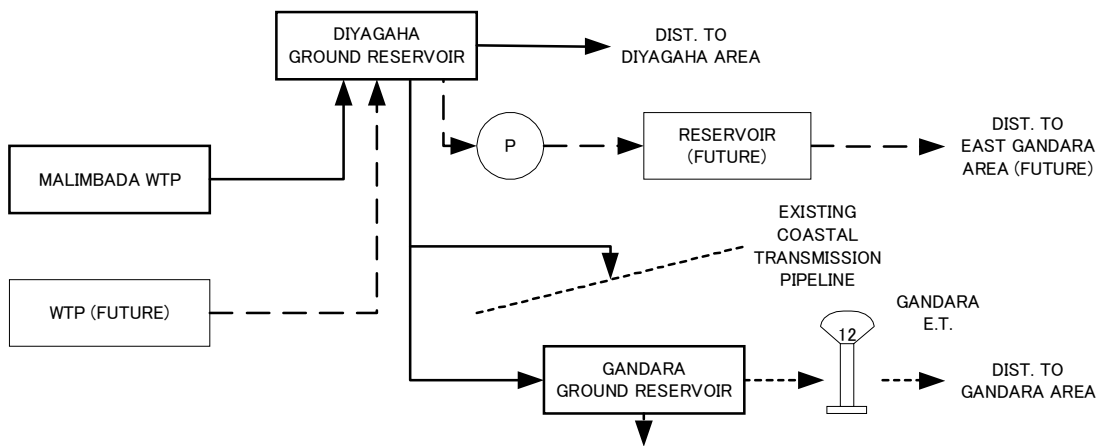 DIYAGAHA
GROUND RESERVOIR
DIST. TO
DIYAGAHA AREA
MALIMBADA WTP
P
RESERVOIR
(FUTURE)
DIST. TO
EAST GANDARA
AREA (FUTURE)
EXISTING
COASTAL
TRANSMISSION
PIPELINE
WTP (FUTURE)
GANDARA
E.T.
12
GANDARA
GROUND RESERVOIR
DIST. TO
GANDARA AREA